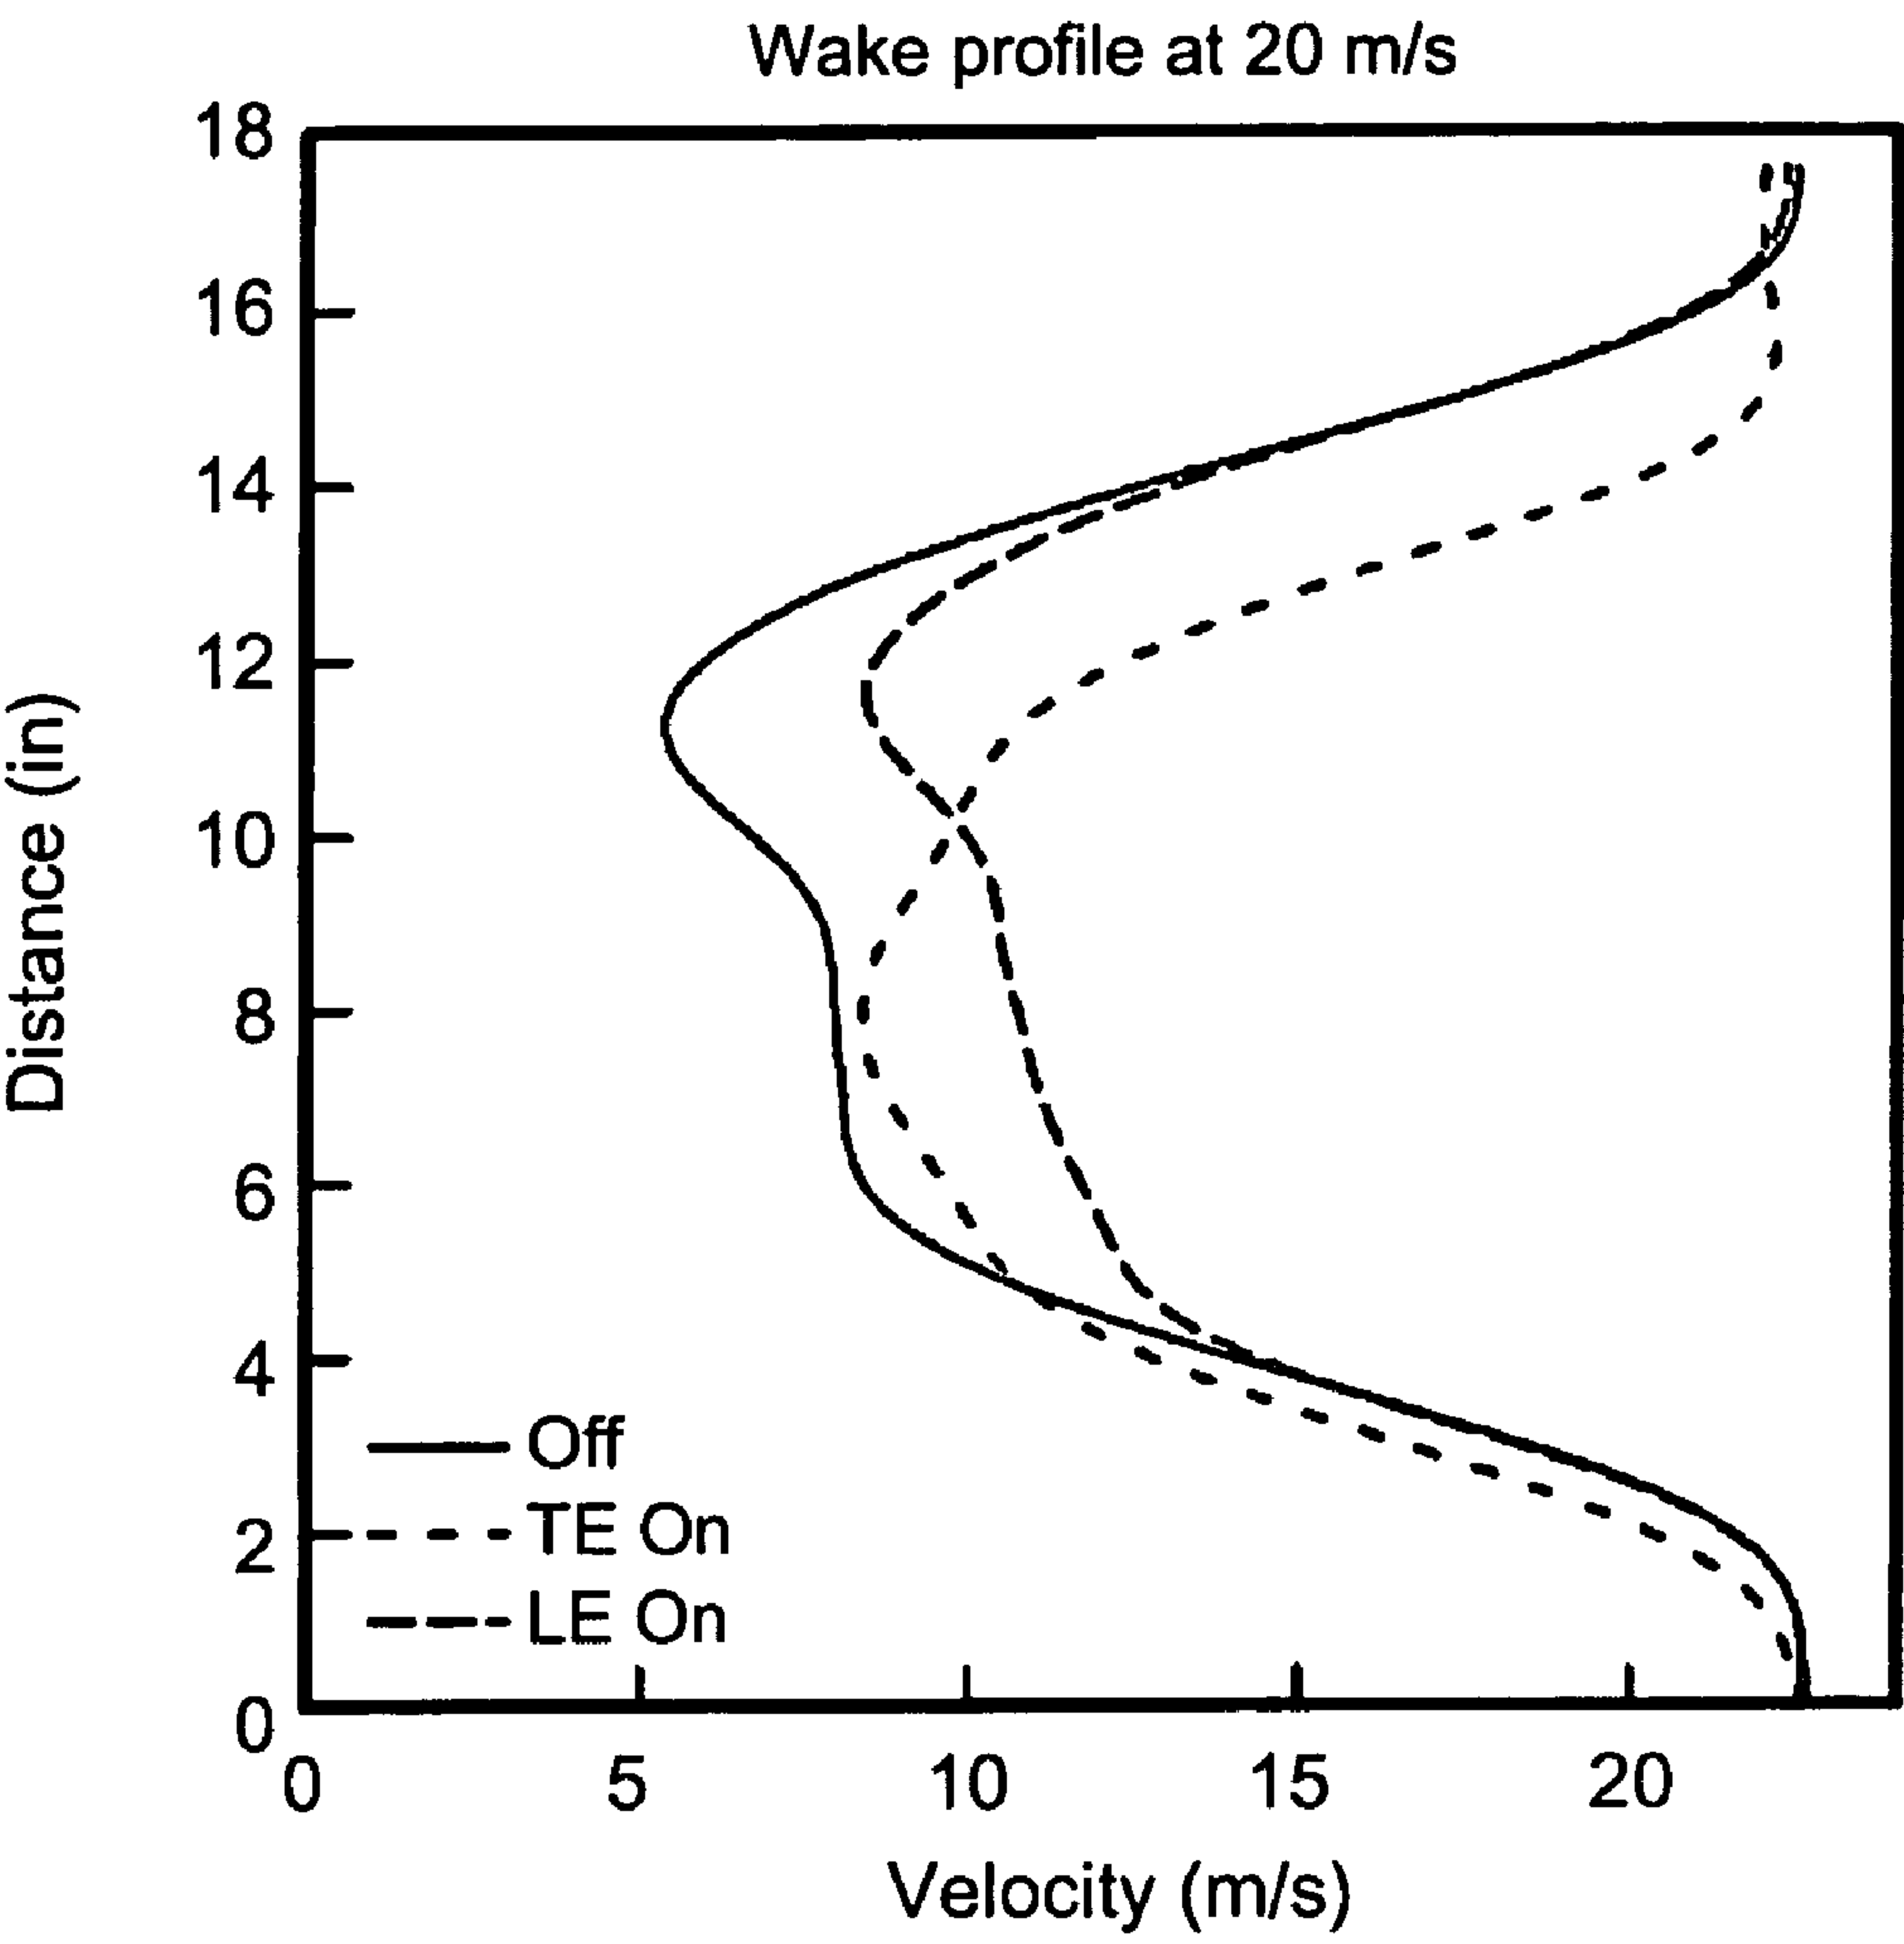 Wake profile at 20 m/s
18
16
14
12
10
8
6
4
2
0
Distance (in)
Off
TE On
LE On
0 5 10 15 20
Velocity (m/s)